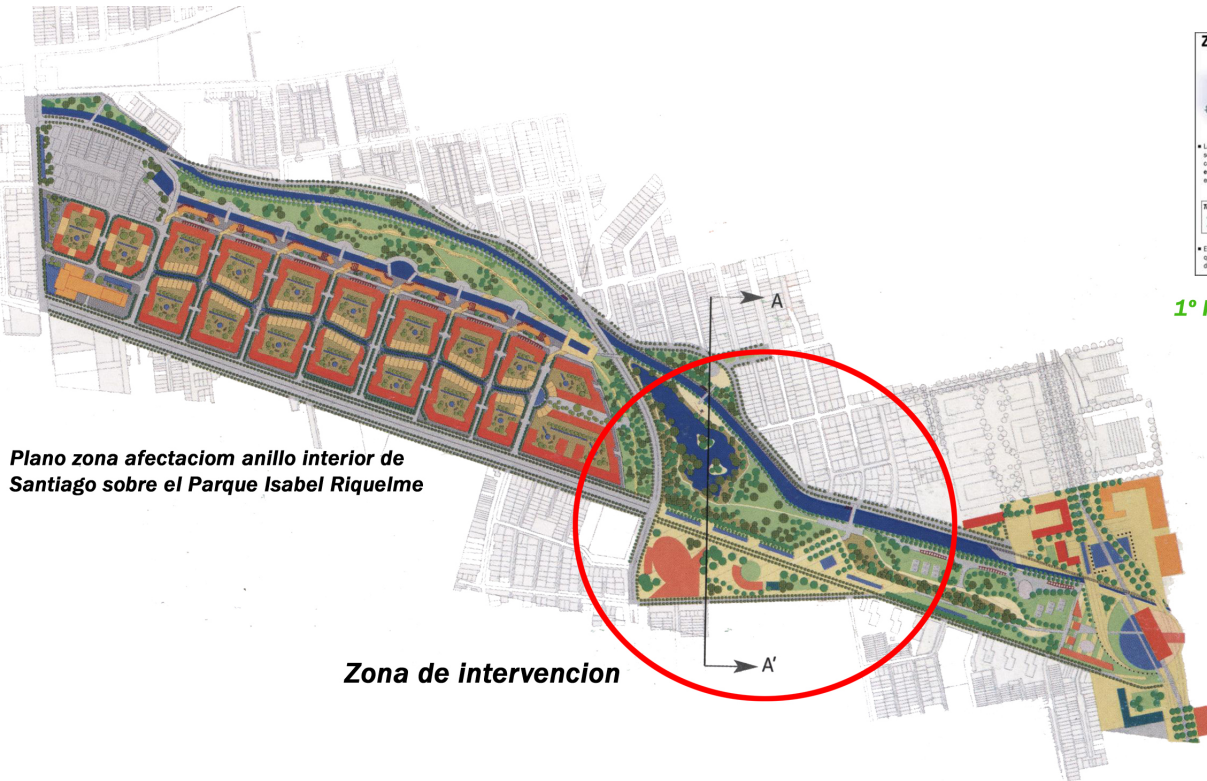 Z
A
1º
Plano zona afectaciom anillo interior de
Santiago sobre el Parque Isabel Riquelme
Zona de intervencion
A'